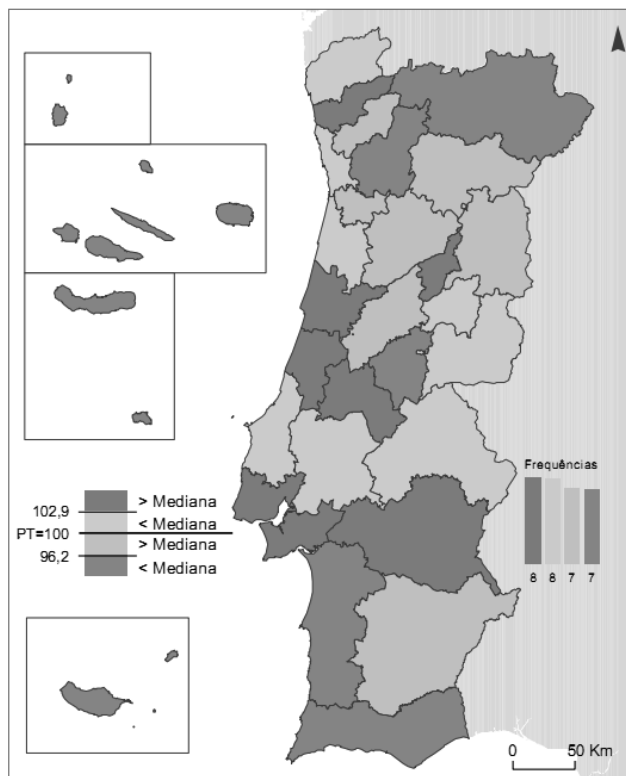 Frequências
8 8 7 7
> Mediana
102,9
< Mediana
PT=100
> Mediana
96,2
< Mediana
0 50 Km